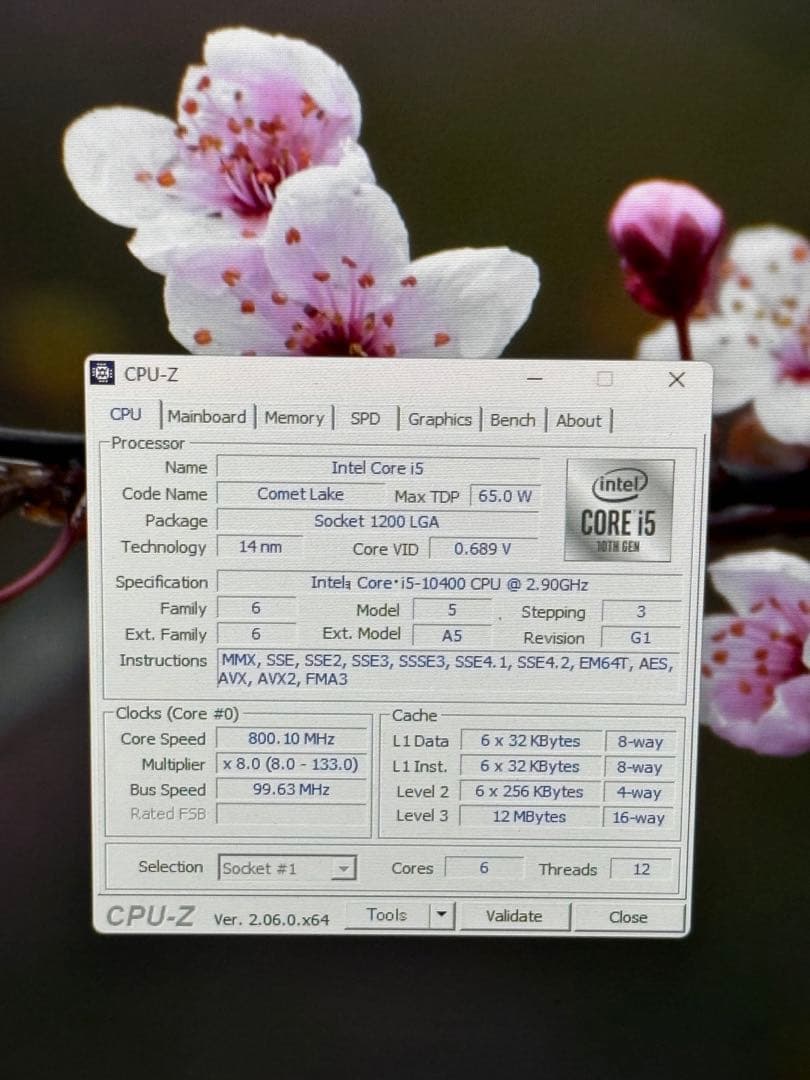 CPU-Z
CPU Mainboard Memory SPD Graphics Bench About
Processor
Name Intel Core i5
Code Name Comet Lake Max TDP 65.0 W
Package Socket 1200 LGA
Technology 14 nm Core VID 0.689 V
intel
CORE i5
10TH GEN
Specification Intel® Core™ i5-10400 CPU @ 2.90GHz
Family 6 Model 5 Stepping 3
Ext. Family 6 Ext. Model A5 Revision G1
Instructions MMX, SSE, SSE2, SSE3, SSSE3, SSE4.1, SSE4.2, EM64T, AES,
AVX, AVX2, FMA3
Clocks (Core #0)
Core Speed 800.10 MHz
Multiplier x 8.0 (8.0 - 133.0)
Bus Speed 99.63 MHz
Rated FSB
Cache
L1 Data 6 x 32 KBytes 8-way
L1 Inst. 6 x 32 KBytes 8-way
Level 2 6 x 256 KBytes 4-way
Level 3 12 MBytes 16-way
Selection Socket #1 Cores 6 Threads 12
CPU-Z Ver. 2.06.0.x64 Tools Validate Close